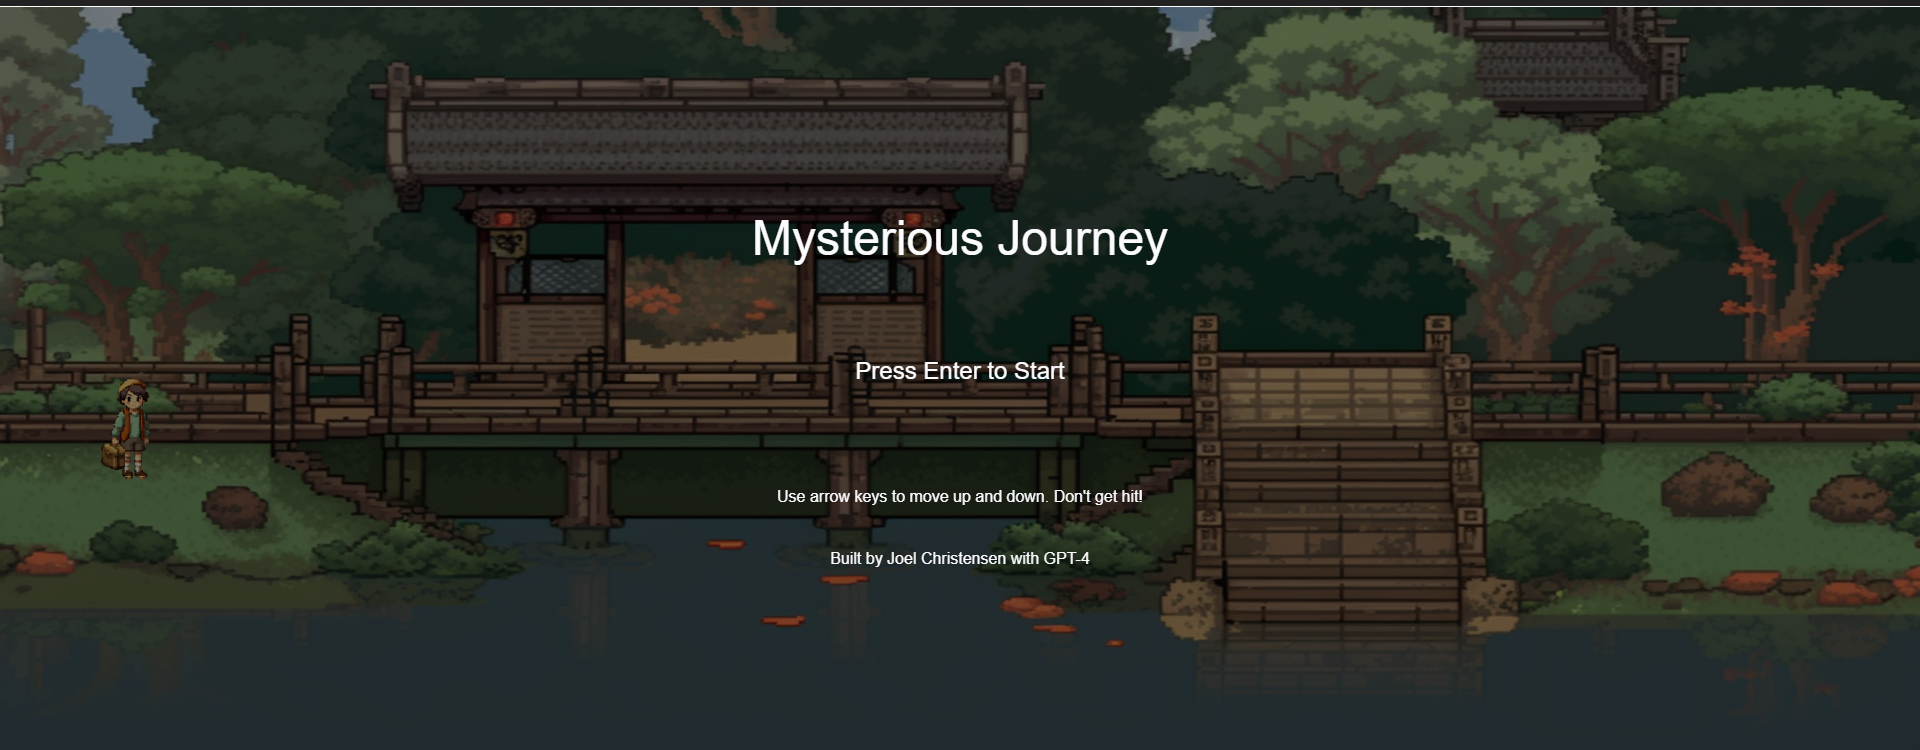 Mysterious Journey
Press Enter to Start
Use arrow keys to move up and down. Don't get hit!
Built by Joel Christensen with GPT-4